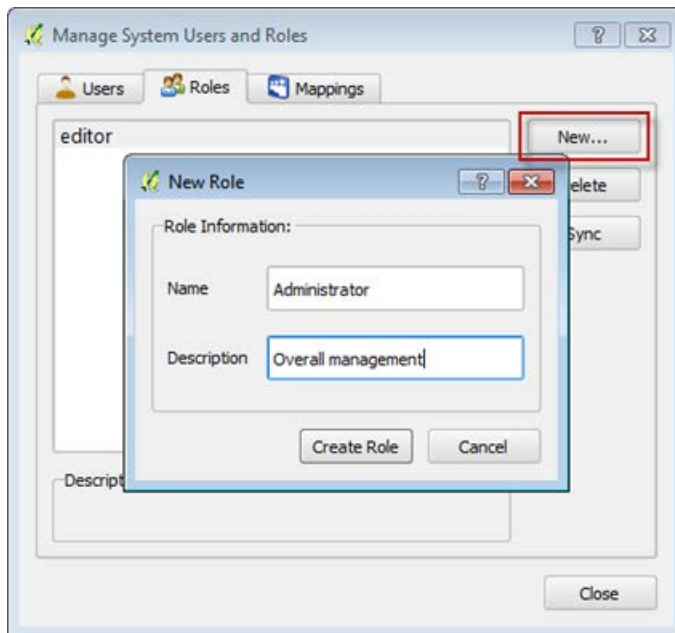 Manage System Users and Roles
Users Roles Mappings
editor
New...
New Role
elete
Role Information:
Sync
Name Administrator
Description Overall management
Create Role Cancel
Descript
Close